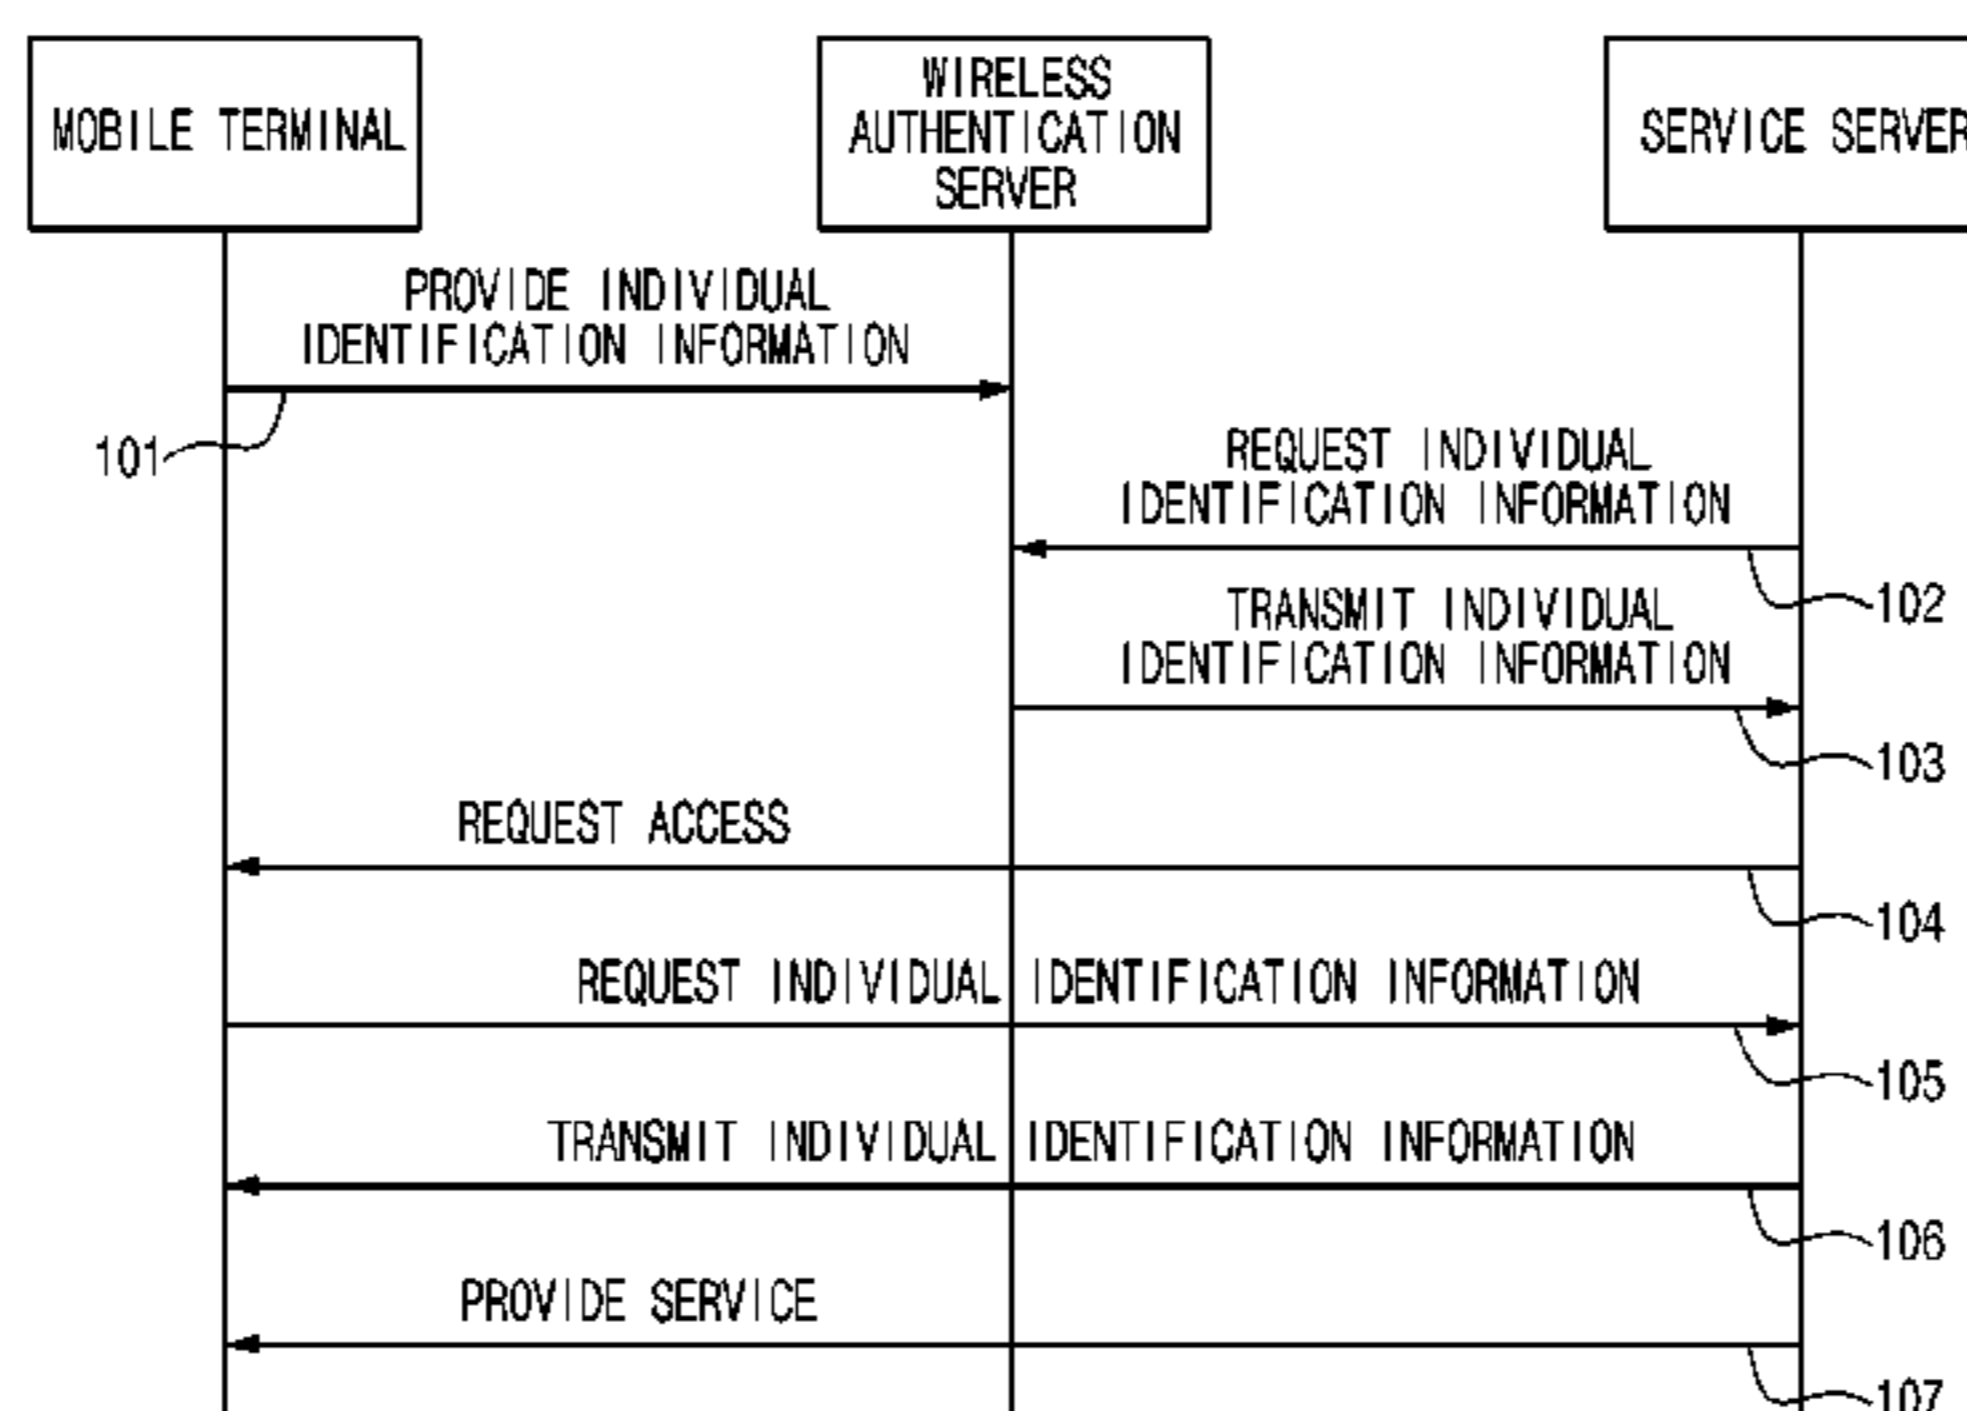 MOBILE TERMINAL
WIRELESS
AUTHENTICATION
SERVER
SERVICE SERVER
PROVIDE INDIVIDUAL
IDENTIFICATION INFORMATION
101
REQUEST INDIVIDUAL
IDENTIFICATION INFORMATION
102
TRANSMIT INDIVIDUAL
IDENTIFICATION INFORMATION
103
REQUEST ACCESS
104
REQUEST INDIVIDUAL IDENTIFICATION INFORMATION
105
TRANSMIT INDIVIDUAL IDENTIFICATION INFORMATION
106
PROVIDE SERVICE
107